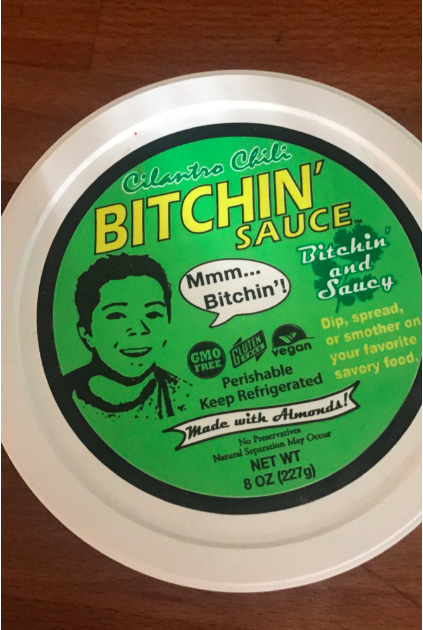 Cilantro Chili
BITCHIN'
SAUCE™
Bitchin'
and
Saucy
Mmm...
Bitchin'!
Dip, spread,
or smother on
your favorite
savory food.
GMO
FREE
GLUTEN
FREE
vegan
Perishable
Keep Refrigerated
Made with Almonds!
No Preservatives
Natural Separation May Occur
NET WT
8 OZ (227g)